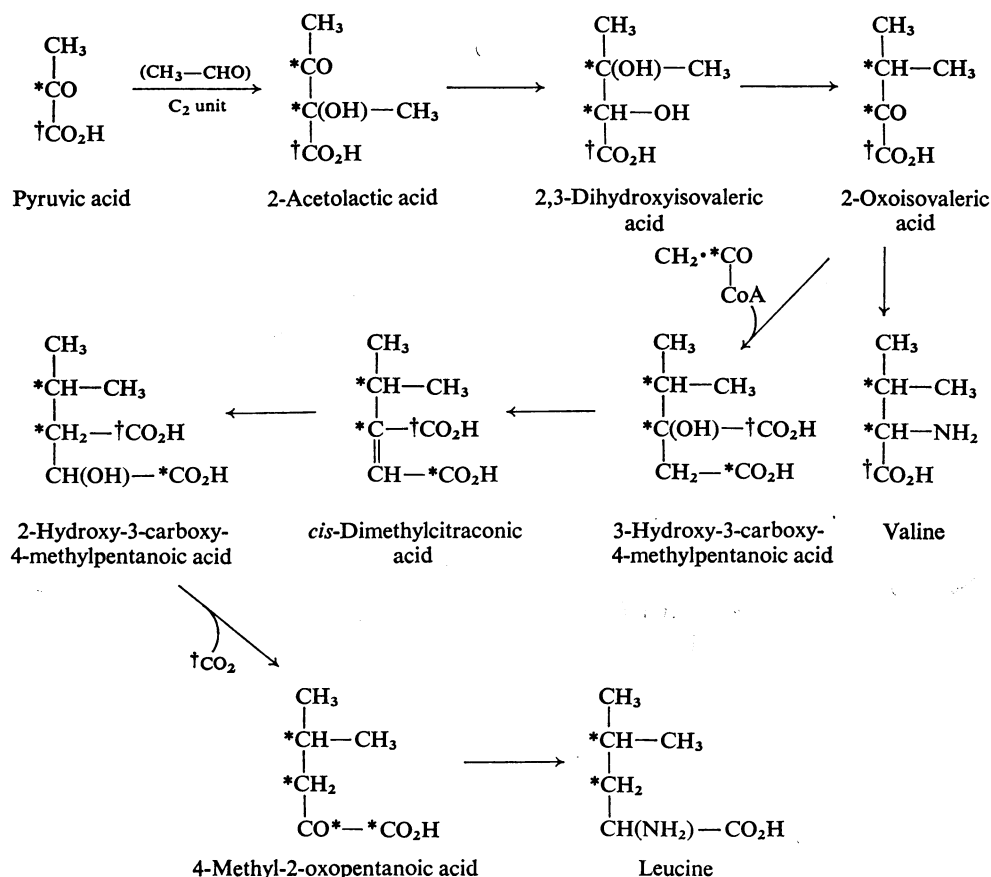 CH₃
*CO
†CO₂H
Pyruvic acid
(CH₃—CHO)
C₂ unit
CH₃
*CO
*C(OH)—CH₃
†CO₂H
2-Acetolactic acid
CH₃
*C(OH)—CH₃
*CH—OH
†CO₂H
2,3-Dihydroxyisovaleric
acid
CH₃
*CH—CH₃
*CO
†CO₂H
2-Oxoisovaleric
acid
CH₂·*CO
CoA
CH₃
*CH—CH₃
*CH₂—†CO₂H
CH(OH)—*CO₂H
2-Hydroxy-3-carboxy-
4-methylpentanoic acid
CH₃
*CH—CH₃
*C—†CO₂H
CH—*CO₂H
cis-Dimethylcitraconic
acid
CH₃
*CH—CH₃
*C(OH)—†CO₂H
CH₂—*CO₂H
3-Hydroxy-3-carboxy-
4-methylpentanoic acid
CH₃
*CH—CH₃
*CH—NH₂
†CO₂H
Valine
†CO₂
CH₃
*CH—CH₃
*CH₂
CO*—*CO₂H
4-Methyl-2-oxopentanoic acid
CH₃
*CH—CH₃
*CH₂
CH(NH₂)—CO₂H
Leucine